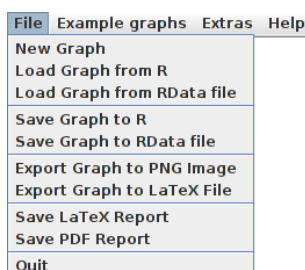 File Example graphs Extras Help
New Graph
Load Graph from R
Load Graph from RData file
Save Graph to R
Save Graph to RData file
Export Graph to PNG Image
Export Graph to LaTeX File
Save LaTeX Report
Save PDF Report
Quit